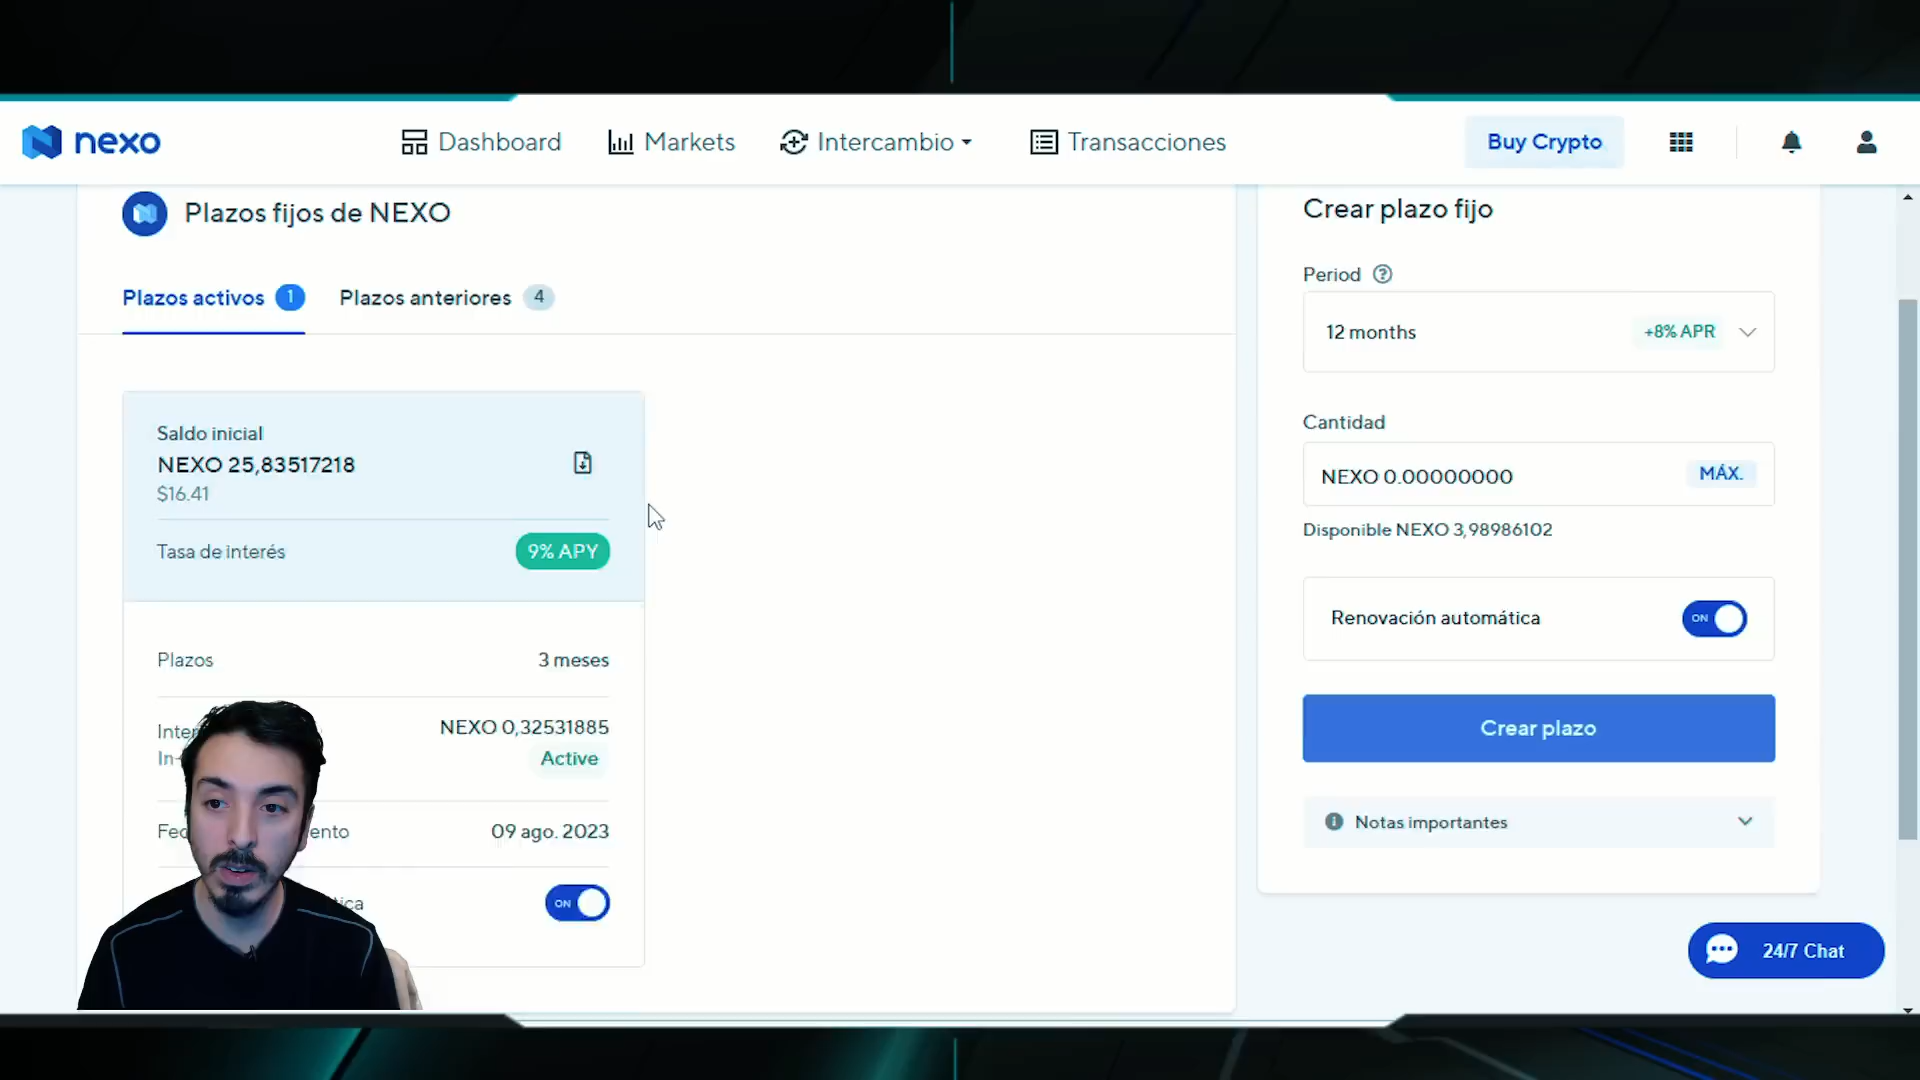 nexo
Dashboard
Markets
Intercambio
Transacciones
Buy Crypto
Plazos fijos de NEXO
Plazos activos 1
Plazos anteriores 4
Saldo inicial
NEXO 25,83517218
$16.41
Tasa de interés
9% APY
Plazos
3 meses
NEXO 0,32531885
Active
09 ago. 2023
ON
Crear plazo fijo
Period ?
12 months
+8% APR
Cantidad
NEXO 0.00000000
MÁX.
Disponible NEXO 3,98986102
Renovación automática
ON
Crear plazo
Notas importantes
24/7 Chat